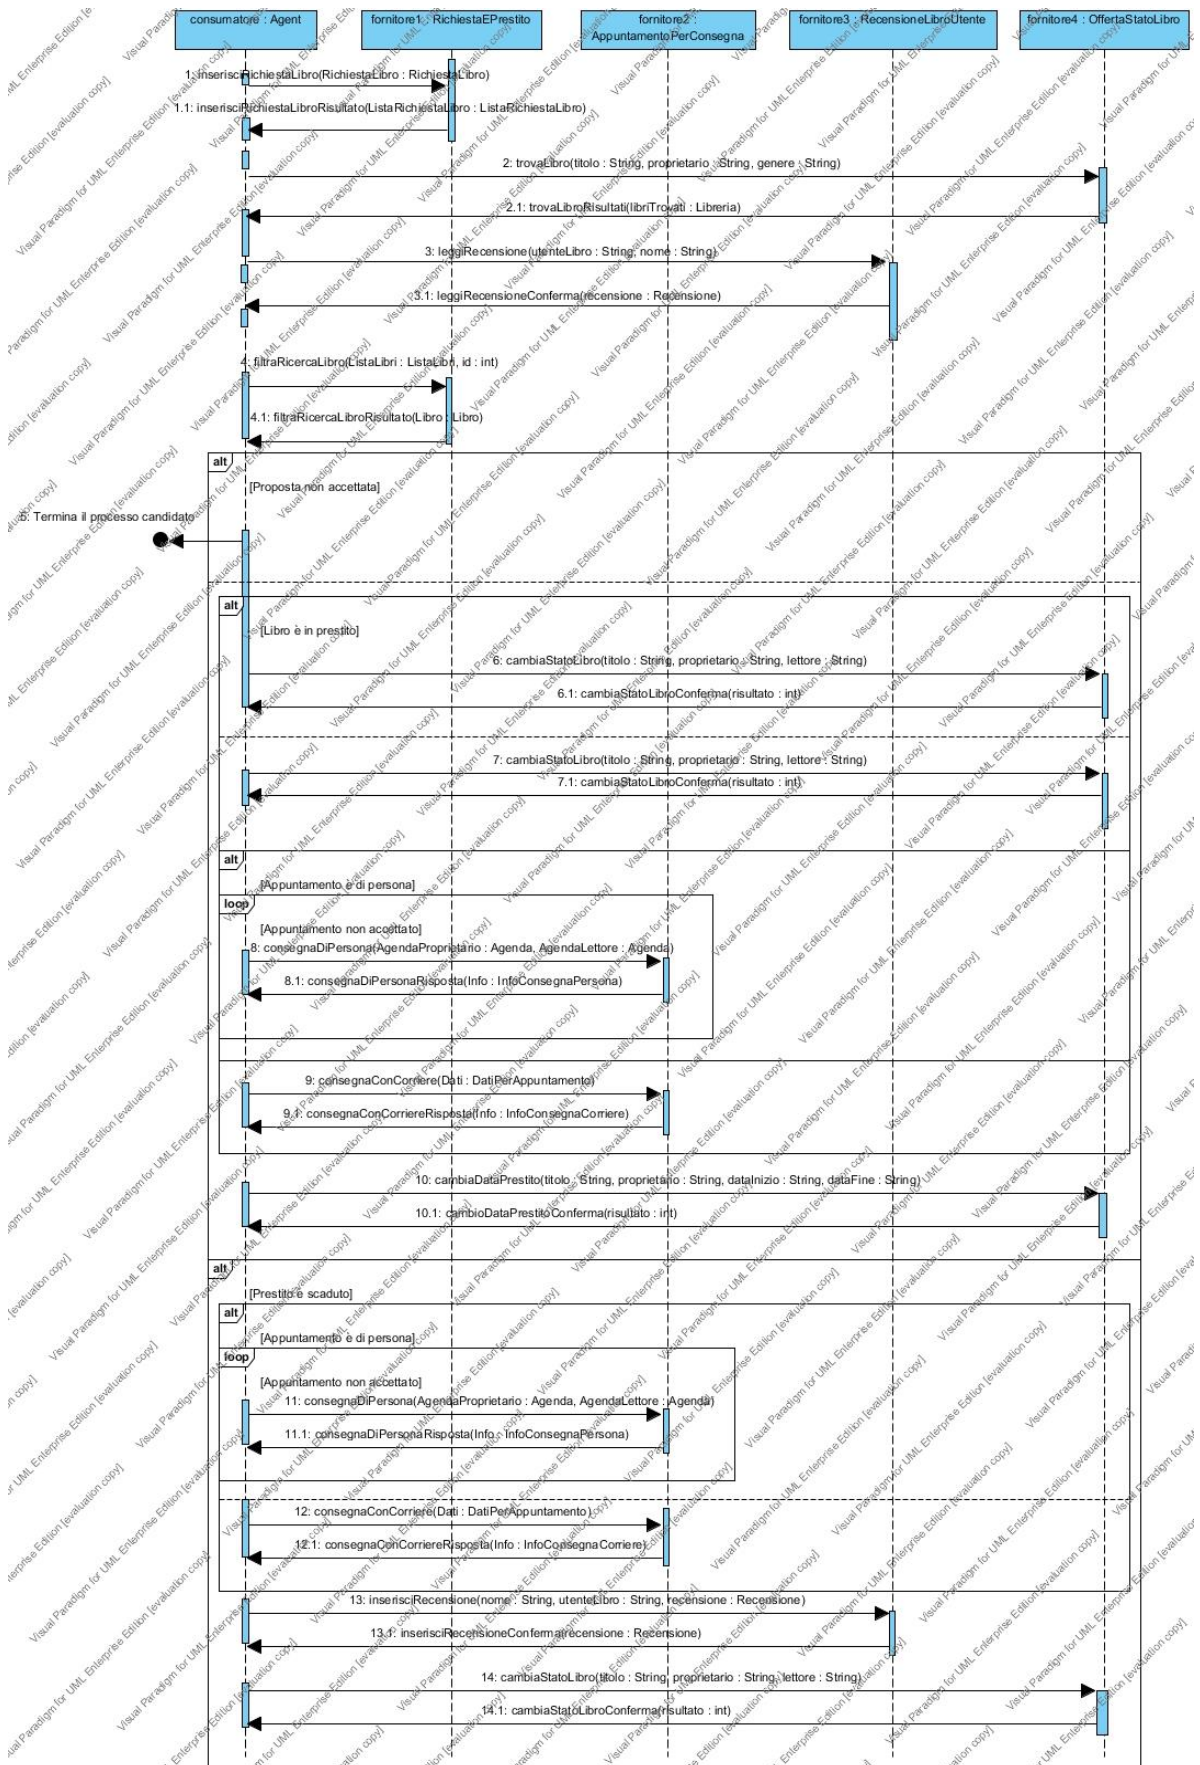 consumatore : Agent
fornitore1 : RichiestaEPrestito
fornitore2 :
AppuntamentoPerConsegna
fornitore3 : RecensioneLibroUtente
fornitore4 : OffertaStatoLibro
1: inserisciRichiestaLibro(RichiestaLibro : RichiestaLibro)
1.1: inserisciRichiestaLibroRisultato(ListaRichiestaLibro : ListaRichiestaLibro)
2: trovaLibro(titolo : String, proprietario : String, genere : String)
2.1: trovaLibroRisultati(libriTrovati : Libreria)
3: leggiRecensione(utenteLibro : String, nome : String)
3.1: leggiRecensioneConferma(recensione : Recensione)
4: filtraRicercaLibro(ListaLibri : ListaLibri, id : int)
4.1: filtraRicercaLibroRisultato(Libro : Libro)
alt
[Proposta non accettata]
5: Termina il processo candidato
alt
[Libro è in prestito]
6: cambiaStatoLibro(titolo : String, proprietario : String, lettore : String)
6.1: cambiaStatoLibroConferma(risultato : int)
7: cambiaStatoLibro(titolo : String, proprietario : String, lettore : String)
7.1: cambiaStatoLibroConferma(risultato : int)
alt
[Appuntamento è di persona]
loop
[Appuntamento non accettato]
8: consegnaDiPersona(AgendaProprietario : Agenda, AgendaLettore : Agenda)
8.1: consegnaDiPersonaRisposta(Info : InfoConsegnaPersona)
9: consegnaConCorriere(Dati : DatiPerAppuntamento)
9.1: consegnaConCorriereRisposta(Info : InfoConsegnaCorriere)
10: cambiaDataPrestito(titolo : String, proprietario : String, dataInizio : String, dataFine : String)
10.1: cambioDataPrestitoConferma(risultato : int)
alt
[Prestito è scaduto]
alt
[Appuntamento è di persona]
loop
[Appuntamento non accettato]
11: consegnaDiPersona(AgendaProprietario : Agenda, AgendaLettore : Agenda)
11.1: consegnaDiPersonaRisposta(Info : InfoConsegnaPersona)
12: consegnaConCorriere(Dati : DatiPerAppuntamento)
12.1: consegnaConCorriereRisposta(Info : InfoConsegnaCorriere)
13: inserisciRecensione(nome : String, utenteLibro : String, recensione : Recensione)
13.1: inserisciRecensioneConferma(recensione : Recensione)
14: cambiaStatoLibro(titolo : String, proprietario : String, lettore : String)
14.1: cambiaStatoLibroConferma(risultato : int)
Visual Paradigm for UML Enterprise Edition [evaluation copy]